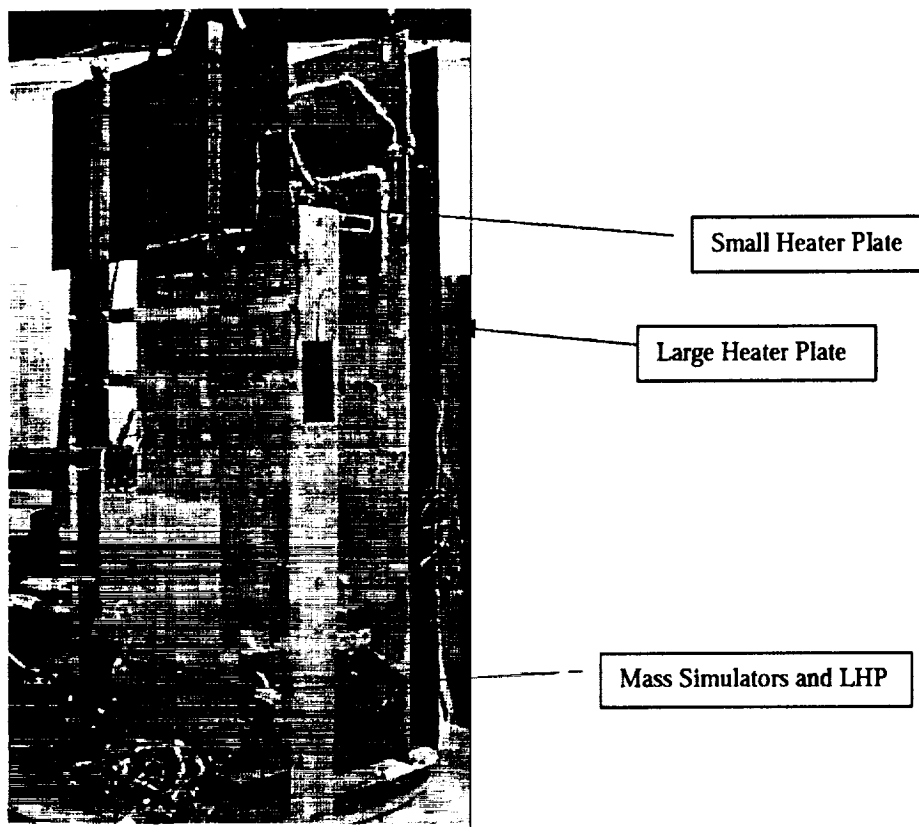 Small Heater Plate
Large Heater Plate
Mass Simulators and LHP